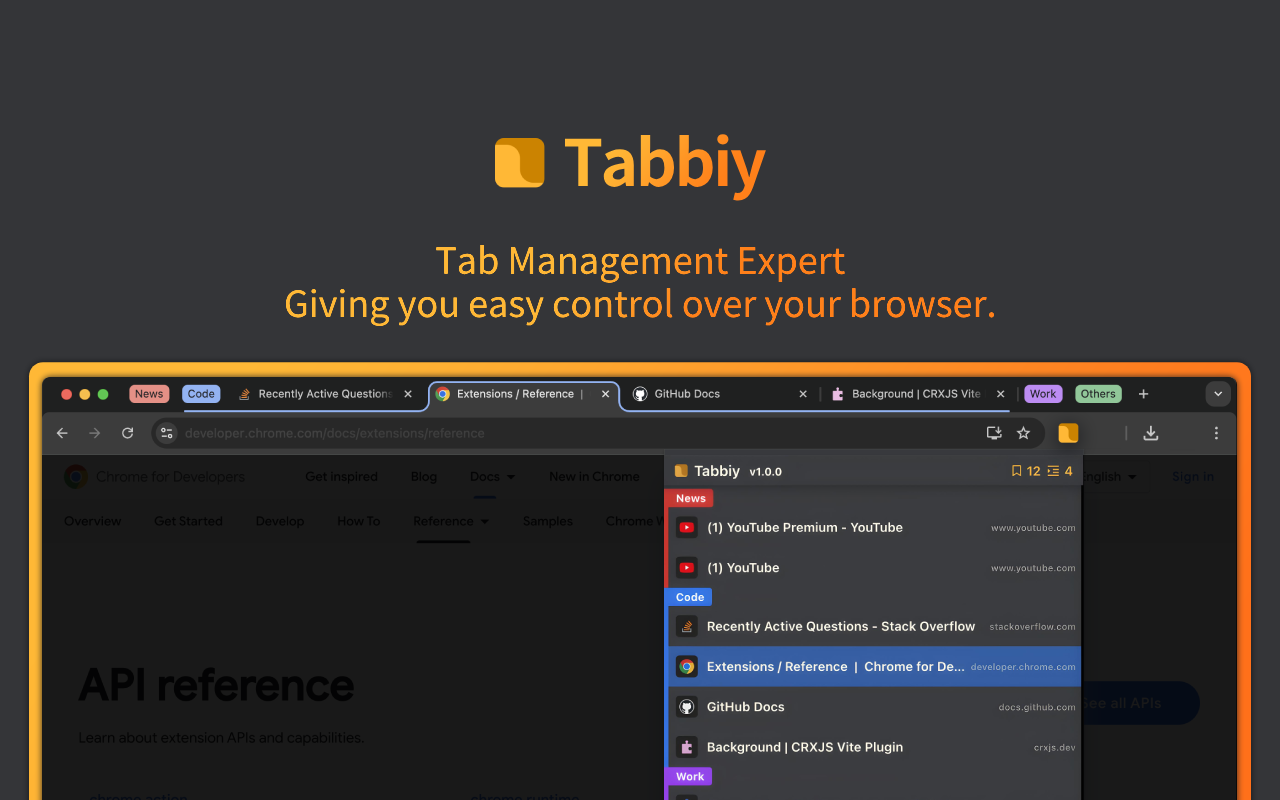 Tabbiy
Tab Management Expert
Giving you easy control over your browser.
News Code Recently Active Questions Extensions / Reference | GitHub Docs Background | CRXJS Vite Work Others
developer.chrome.com/docs/extensions/reference
Tabbiy v1.0.0 12 4
Chrome for Developers Get inspired Blog Docs New in Chrome Sign in
News
Overview Get Started Develop How To Reference Samples Chrome
(1) YouTube Premium - YouTube www.youtube.com
(1) YouTube www.youtube.com
Code
Recently Active Questions - Stack Overflow stackoverflow.com
Extensions / Reference | Chrome for De... developer.chrome.com
API reference
GitHub Docs docs.github.com
See all APIs
Learn about extension APIs and capabilities.
Background | CRXJS Vite Plugin crxjs.dev
Work